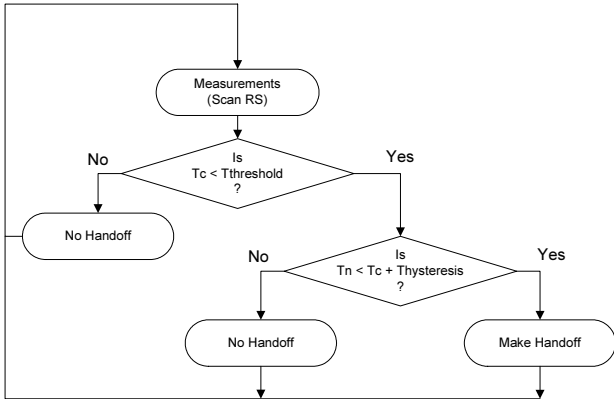 Measurements
(Scan RS)
Is
Tc < Tthreshold
?
No
Yes
No Handoff
Is
Tn < Tc + Thysteresis
?
No
Yes
No Handoff
Make Handoff